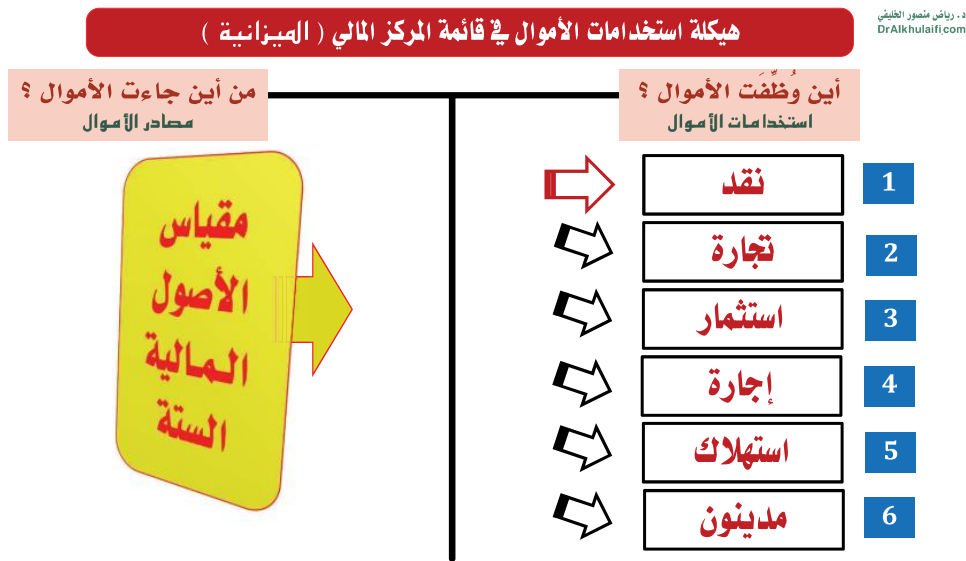 د. رياض منصور الخليفي
DrAlkhulaifi.com
هيكلة استخدامات الأموال في قائمة المركز المالي ( الميزانية )
أين وُظِّفَت الأموال ؟
استخدامات الأموال
من أين جاءت الأموال ؟
مصادر الأموال
1 نقد
2 تجارة
3 استثمار
4 إجارة
5 استهلاك
6 مدينون
مقياس
الأصول
المالية
الستة